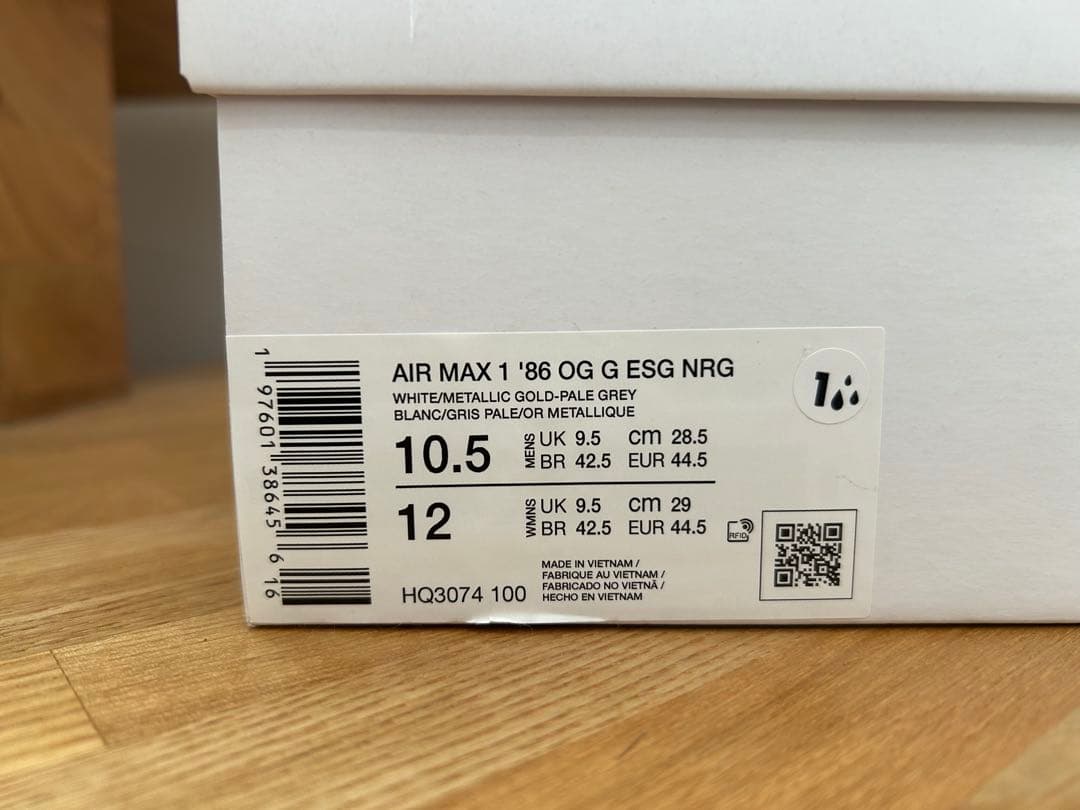 AIR MAX 1 '86 OG G ESG NRG
WHITE/METALLIC GOLD-PALE GREY
BLANC/GRIS PALE/OR METALLIQUE
10.5 MENS UK 9.5 cm 28.5
BR 42.5 EUR 44.5
12 WMNS UK 9.5 cm 29
BR 42.5 EUR 44.5
RFID
HQ3074 100
MADE IN VIETNAM /
FABRIQUE AU VIETNAM /
FABRICADO NO VIETNÃ /
HECHO EN VIETNAM
1 97601 38645 6 16
1